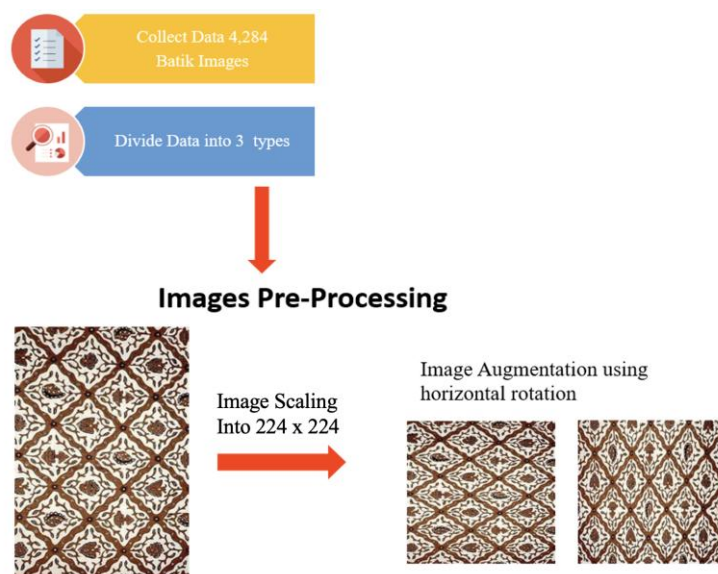 Collect Data 4,284
Batik Images
Divide Data into 3 types
Images Pre-Processing
Image Scaling
Into 224 x 224
Image Augmentation using
horizontal rotation